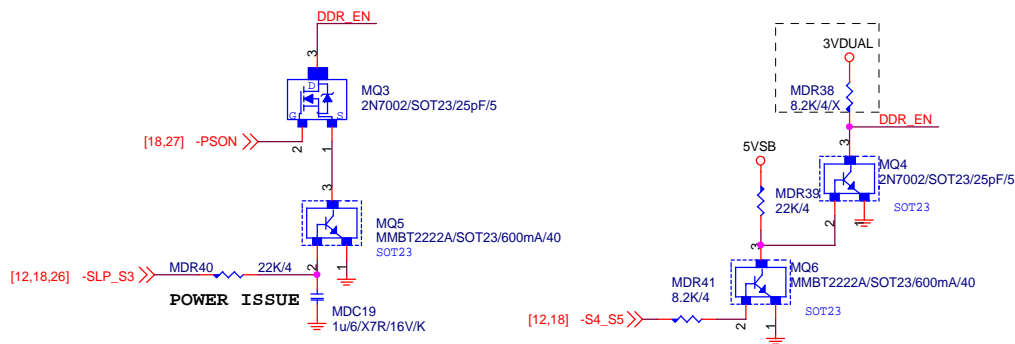 DDR_EN
3
D
G
S
MQ3
2N7002/SOT23/25pF/5
[18,27] -PSON
2
1
3
MQ5
MMBT2222A/SOT23/600mA/40
SOT23
[12,18,26] -SLP_S3
MDR40
22K/4
2
1
POWER ISSUE
MDC19
1u/6/X7R/16V/K
3VDUAL
MDR38
8.2K/4/X
DDR_EN
3
5VSB
MQ4
2N7002/SOT23/25pF/5
MDR39
22K/4
SOT23
2
1
3
MQ6
MMBT2222A/SOT23/600mA/40
MDR41
8.2K/4
SOT23
[12,18] -S4_S5
2
1